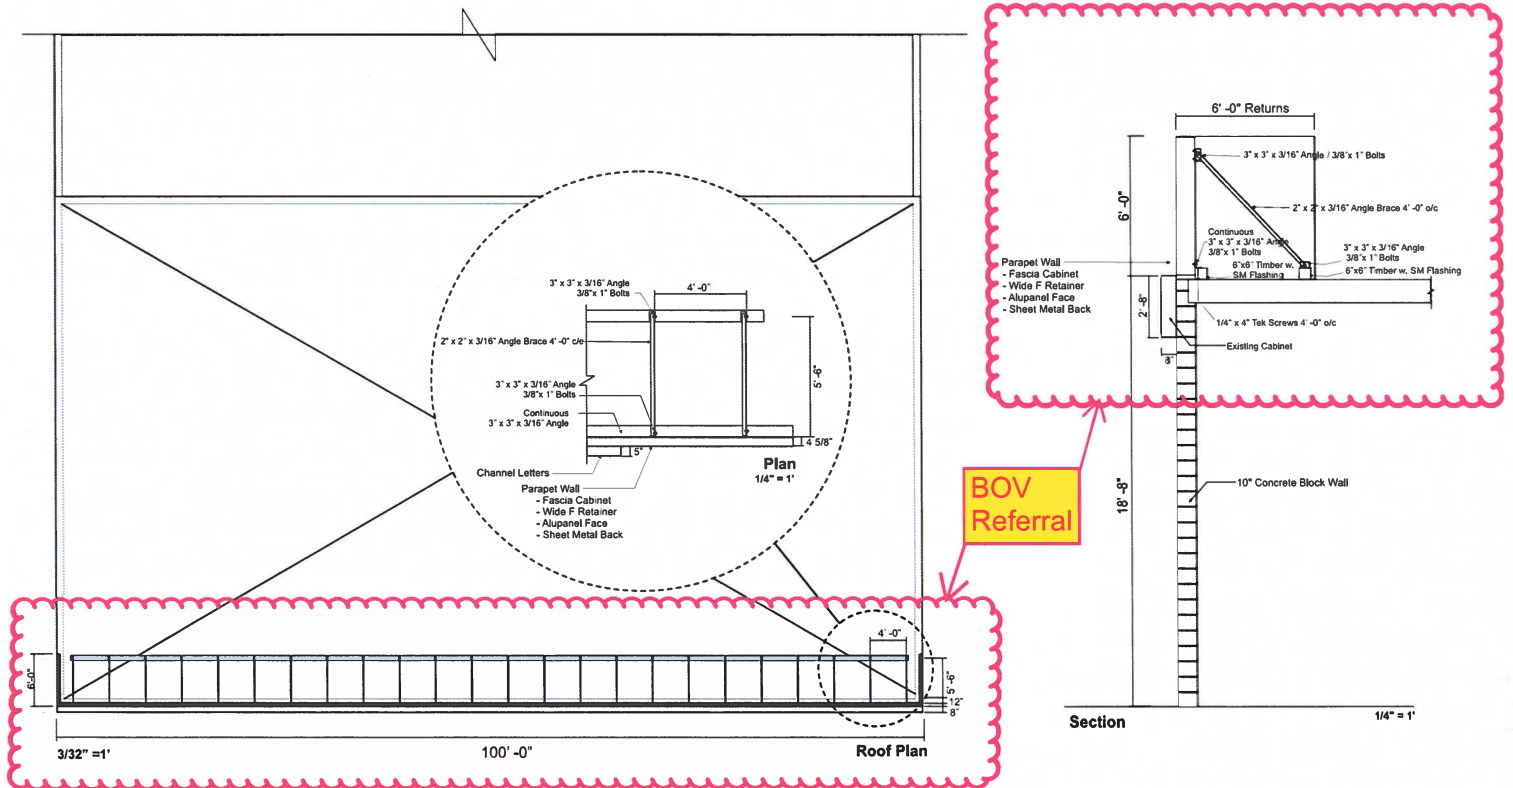 3" x 3" x 3/16" Angle
3/8"x 1" Bolts
4' -0"
2" x 2" x 3/16" Angle Brace 4' -0" c/c
5' -6"
3" x 3" x 3/16" Angle
3/8"x 1" Bolts
Continuous
3" x 3" x 3/16" Angle
4 5/8"
5"
Channel Letters
Plan
1/4" = 1'
Parapet Wall
- Fascia Cabinet
- Wide F Retainer
- Alupanel Face
- Sheet Metal Back
4' -0"
6'-0"
5' -6"
12"
8"
3/32" =1'
100' -0"
Roof Plan
BOV
Referral
6' -0" Returns
3" x 3" x 3/16" Angle / 3/8"x 1" Bolts
6' -0"
2" x 2" x 3/16" Angle Brace 4' -0" o/c
Continuous
3" x 3" x 3/16" Angle
3/8"x 1" Bolts
6"x6" Timber w.
SM Flashing
3" x 3" x 3/16" Angle
3/8"x 1" Bolts
6"x6" Timber w. SM Flashing
Parapet Wall
- Fascia Cabinet
- Wide F Retainer
- Alupanel Face
- Sheet Metal Back
2' -8"
1/4" x 4" Tek Screws 4' -0" o/c
Existing Cabinet
18' -8"
10" Concrete Block Wall
Section
1/4" = 1'